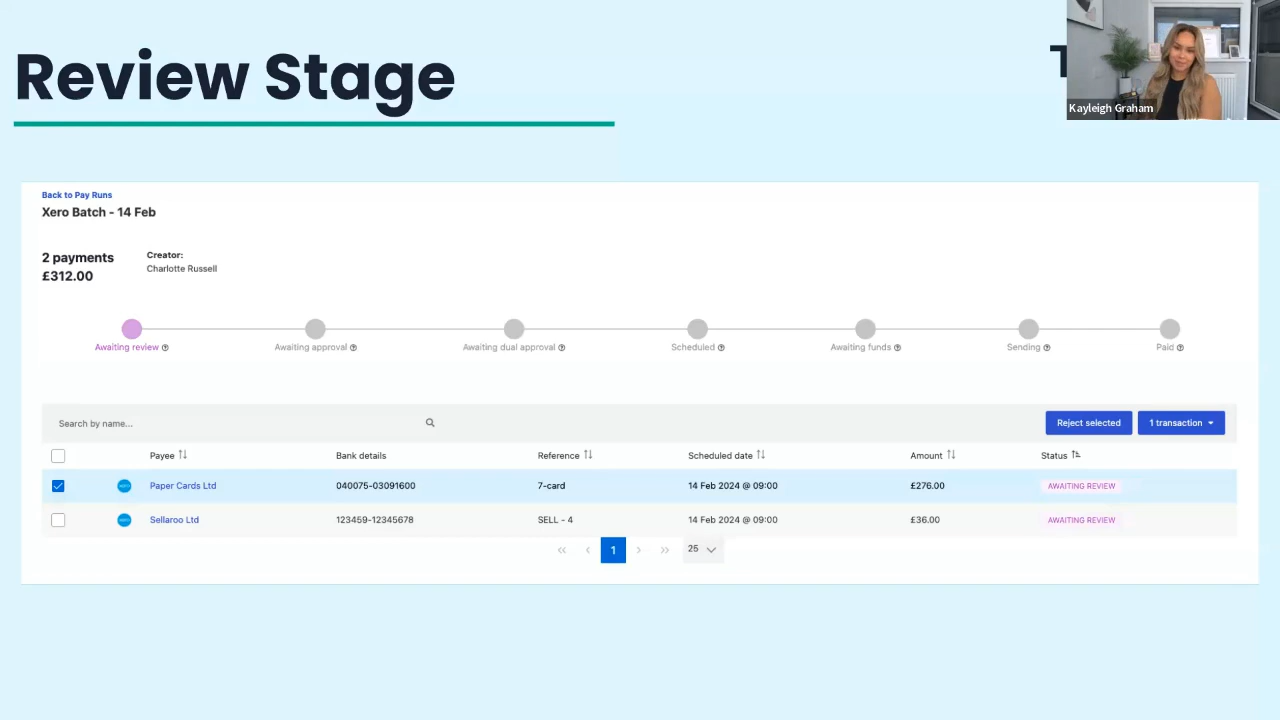 Review Stage
T
Kayleigh Graham
Back to Pay Runs
Xero Batch - 14 Feb
2 payments
£312.00
Creator:
Charlotte Russell
Awaiting review
Awaiting approval
Awaiting dual approval
Scheduled
Awaiting funds
Sending
Paid
Search by name...
Reject selected
1 transaction
Payee Bank details Reference Scheduled date Amount Status
Paper Cards Ltd 040075-03091600 7-card 14 Feb 2024 @ 09:00 £276.00 AWAITING REVIEW
Sellaroo Ltd 123459-12345678 SELL - 4 14 Feb 2024 @ 09:00 £36.00 AWAITING REVIEW
« ‹ 1 › » 25